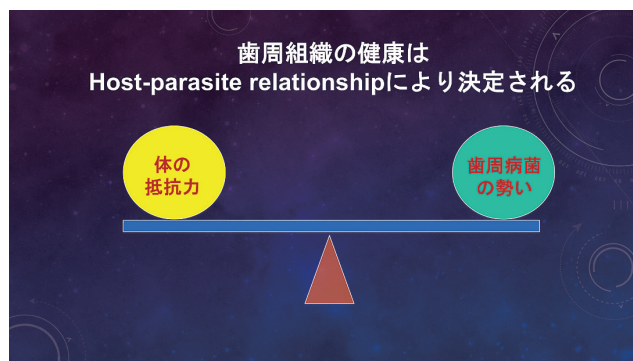 歯周組織の健康は
Host-parasite relationshipにより決定される
体の
抵抗力
歯周病菌
の勢い